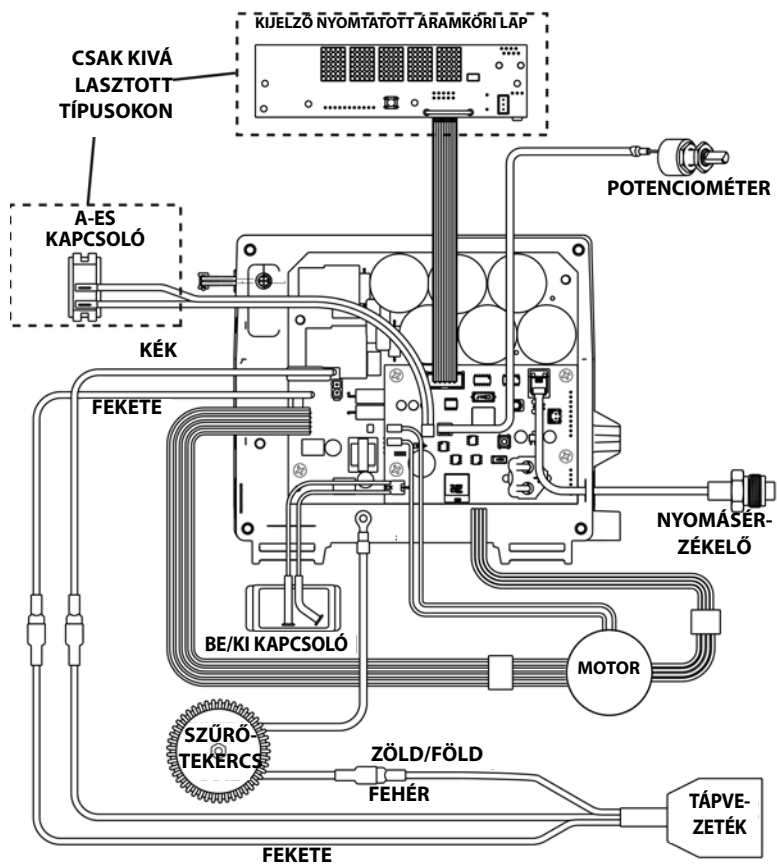 KIJELZŐ NYOMTATOTT ÁRAMKÖRI LAP
CSAK KIVÁ
LASZTOTT
TÍPUSOKON
POTENCIOMÉTER
A-ES
KAPCSOLÓ
KÉK
FEKETE
NYOMÁSÉR-
ZÉKELŐ
BE/KI KAPCSOLÓ
MOTOR
SZŰRŐ-
TEKERCS
ZÖLD/FÖLD
FEHÉR
TÁPVE-
ZETÉK
FEKETE